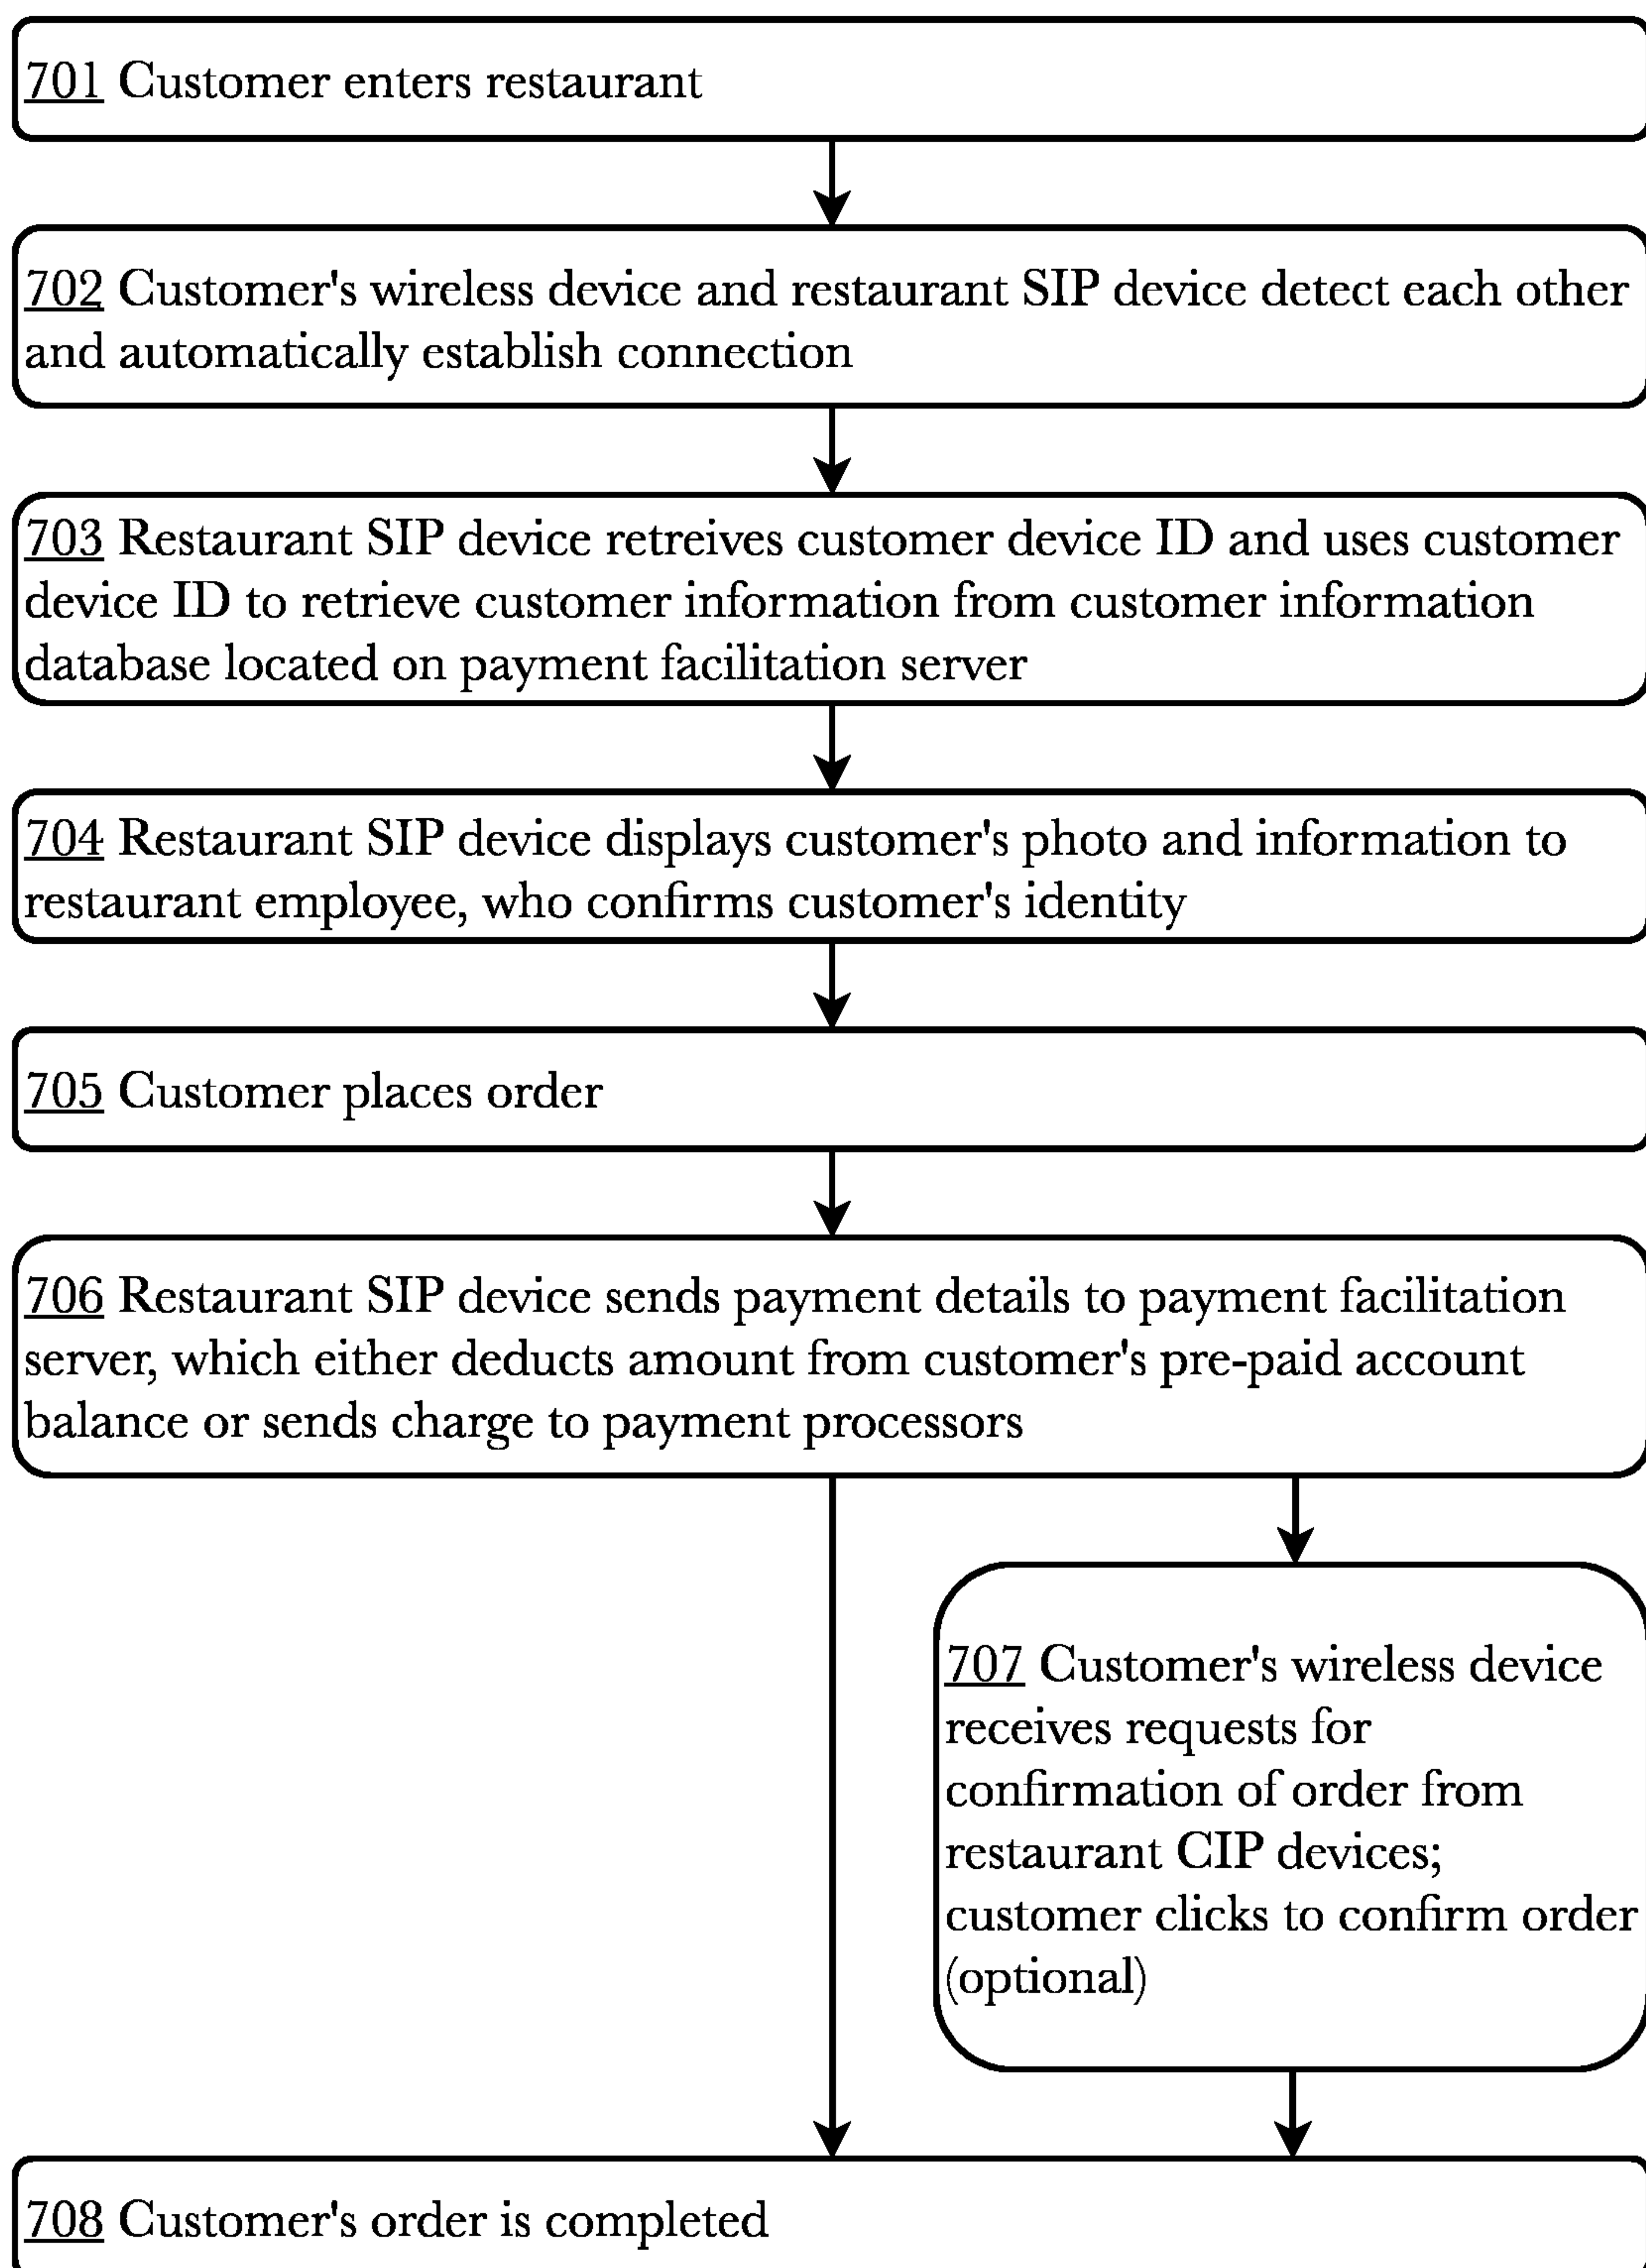 701 Customer enters restaurant
702 Customer's wireless device and restaurant SIP device detect each other
and automatically establish connection
703 Restaurant SIP device retreives customer device ID and uses customer
device ID to retrieve customer information from customer information
database located on payment facilitation server
704 Restaurant SIP device displays customer's photo and information to
restaurant employee, who confirms customer's identity
705 Customer places order
706 Restaurant SIP device sends payment details to payment facilitation
server, which either deducts amount from customer's pre-paid account
balance or sends charge to payment processors
707 Customer's wireless device
receives requests for
confirmation of order from
restaurant CIP devices;
customer clicks to confirm order
(optional)
708 Customer's order is completed